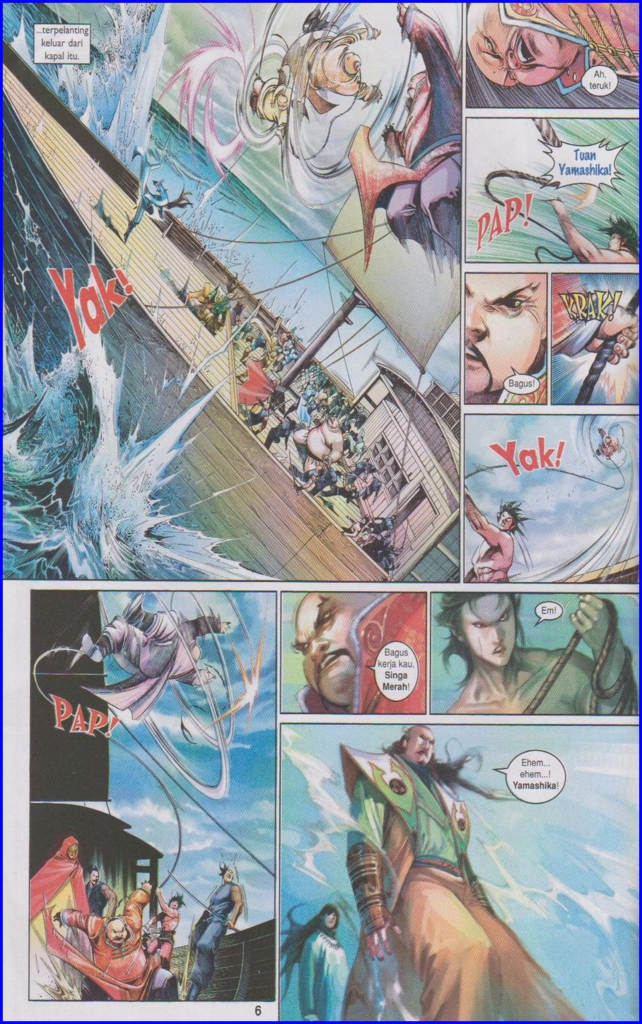 ...terpelanting
keluar dari
kapal itu.
Yak!
Ah,
teruk!
Tuan
Yamashika!
PAP!
Bagus!
KRAK!
Yak!
PAP!
Bagus
kerja kau,
Singa
Merah!
Em!
Ehem...
ehem...!
Yamashika!
6